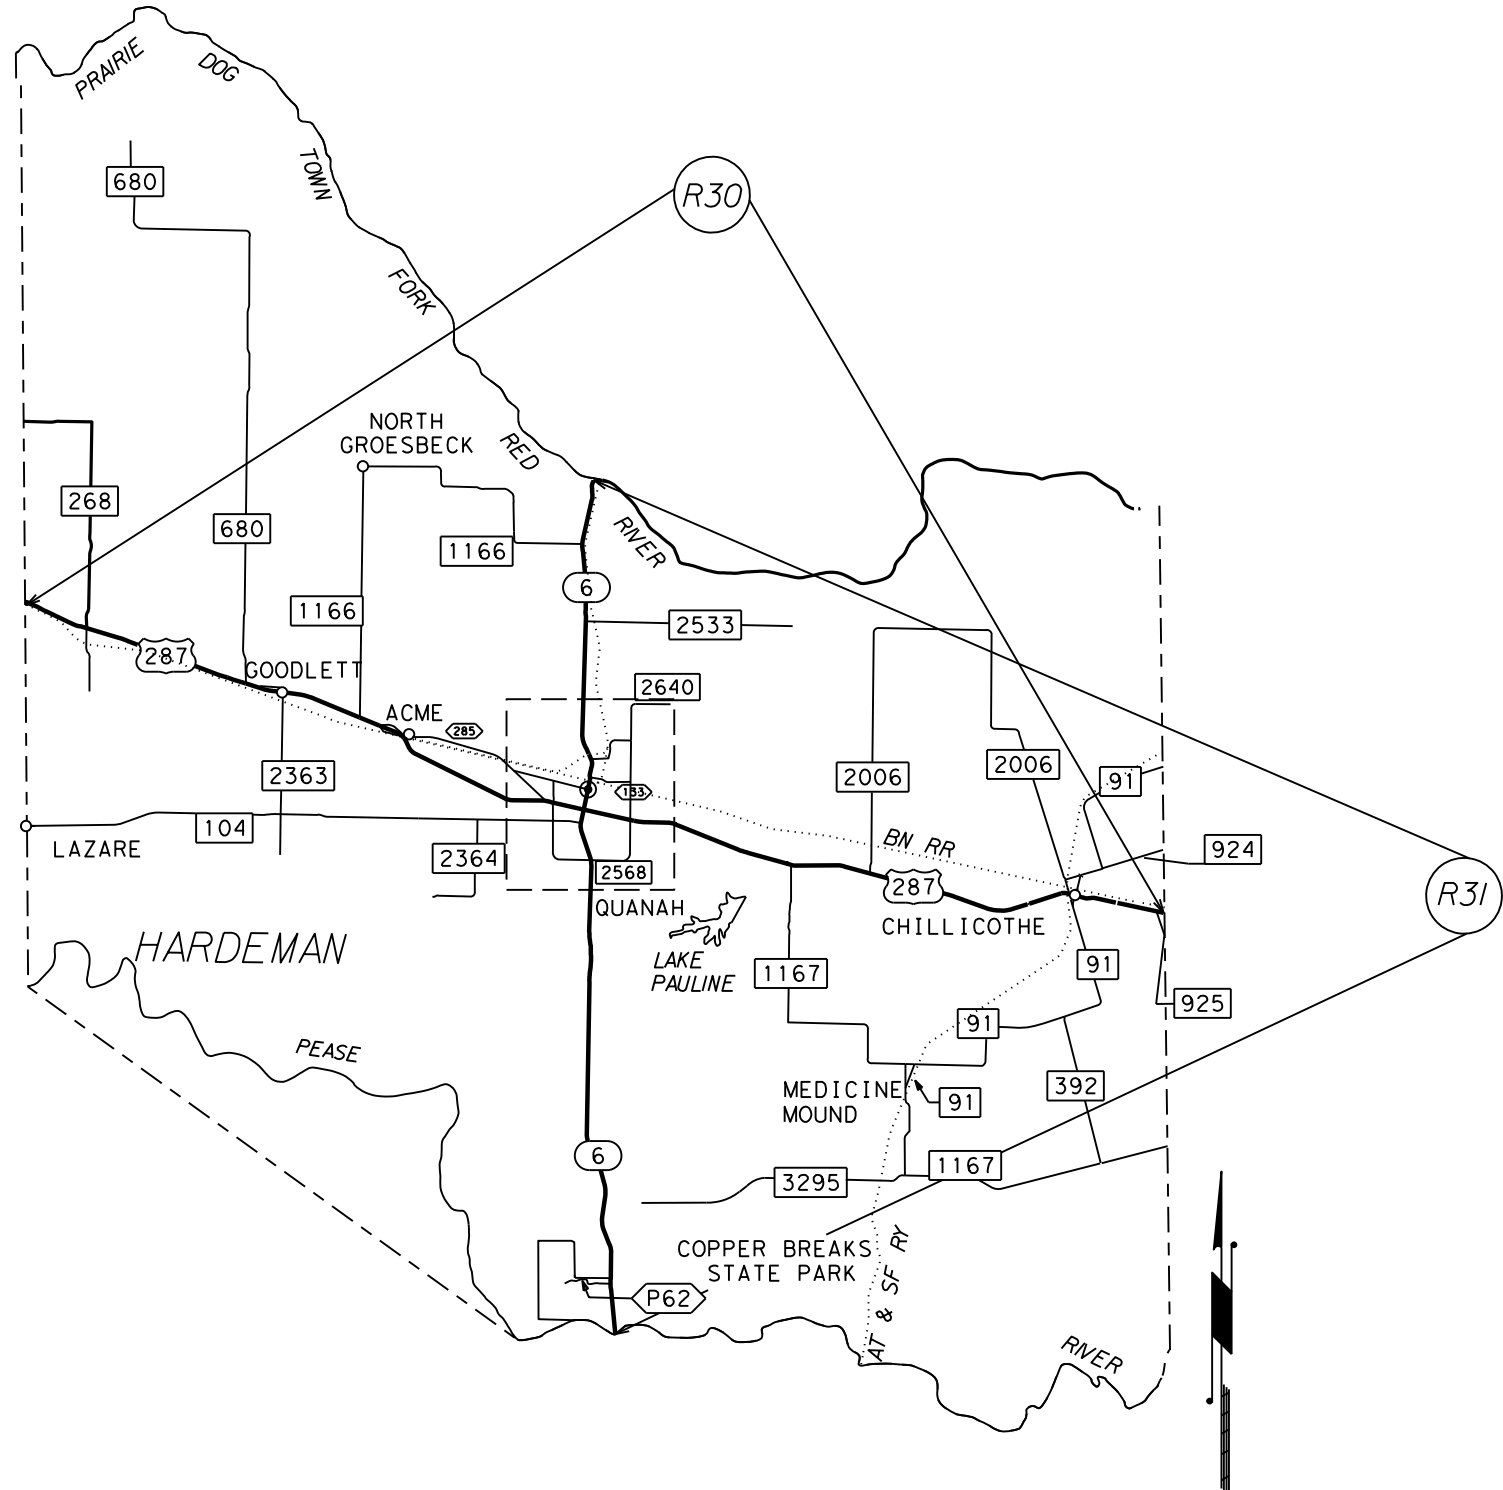 PRAIRIE
DOG
TOWN
FORK
RED
RIVER
680
R30
268
680
NORTH
GROESBECK
1166
1166
6
2533
287
GOODLETT
2640
ACME
285
2363
133
2006
2006
91
LAZARE
104
2364
2568
BN RR
924
287
R31
QUANAH
CHILLICOTHE
HARDEMAN
LAKE
PAULINE
1167
91
925
91
PEASE
MEDICINE
MOUND
91
392
6
3295
1167
COPPER BREAKS
STATE PARK
P62
AT & SF RY
RIVER